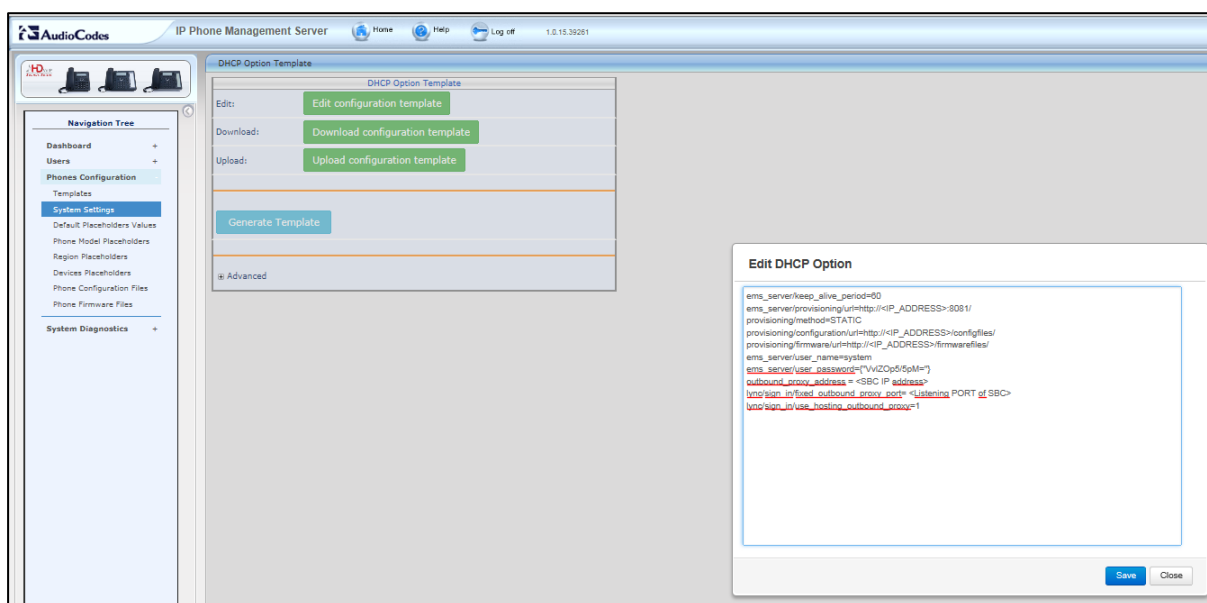 AudioCodes
IP Phone Management Server
Home
Help
Log off
1.0.15.39261
HD
DHCP Option Template
DHCP Option Template
Edit:
Edit configuration template
Download:
Download configuration template
Upload:
Upload configuration template
Generate Template
Advanced
Navigation Tree
Dashboard +
Users +
Phones Configuration
Templates
System Settings
Default Placeholders Values
Phone Model Placeholders
Region Placeholders
Devices Placeholders
Phone Configuration Files
Phone Firmware Files
System Diagnostics +
Edit DHCP Option
ems_server/keep_alive_period=60
ems_server/provisioning/url=http://<IP_ADDRESS>:8081/
provisioning/method=STATIC
provisioning/configuration/url=http://<IP_ADDRESS>/configfiles/
provisioning/firmware/url=http://<IP_ADDRESS>/firmwarefiles/
ems_server/user_name=system
ems_server/user_password={"VvlZOp5/5pM="}
outbound_proxy_address = <SBC IP address>
lync/sign_in/fixed_outbound_proxy_port= <Listening PORT of SBC>
lync/sign_in/use_hosting_outbound_proxy=1
Save
Close